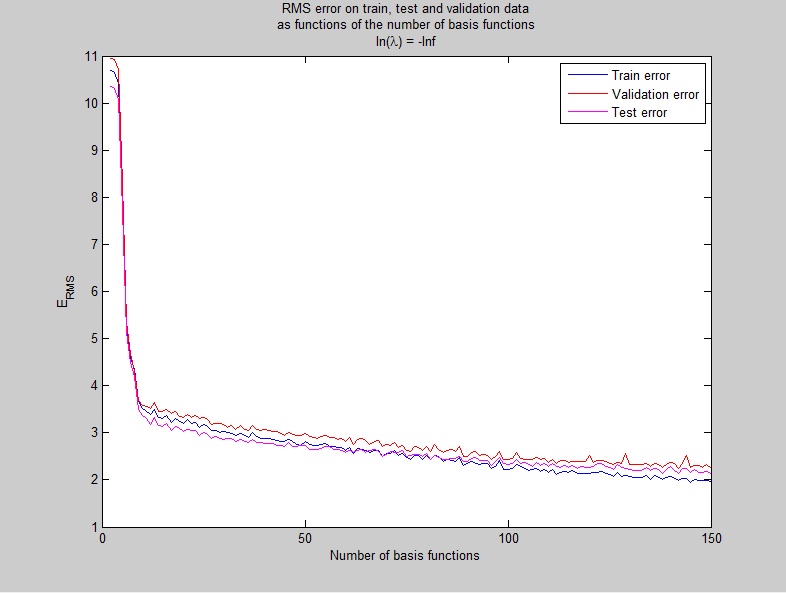 RMS error on train, test and validation data
as functions of the number of basis functions
ln(λ) = -Inf
11
10
9
8
7
6
5
4
3
2
1
E_RMS
Train error
Validation error
Test error
0
50
100
150
Number of basis functions